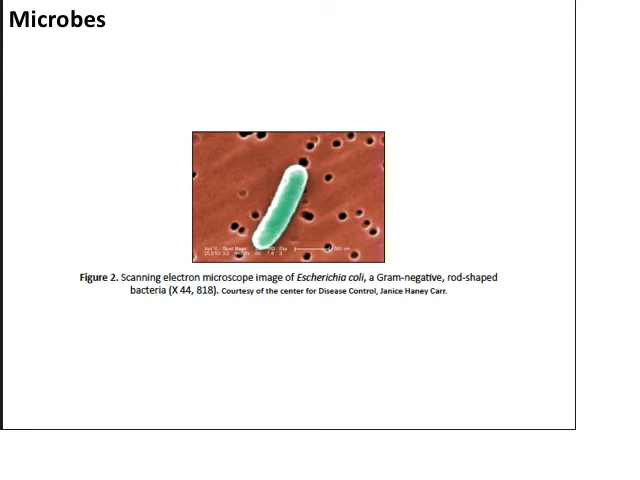 Microbes
Figure 2. Scanning electron microscope image of Escherichia coli, a Gram-negative, rod-shaped
bacteria (X 44, 818). Courtesy of the center for Disease Control, Janice Haney Carr.